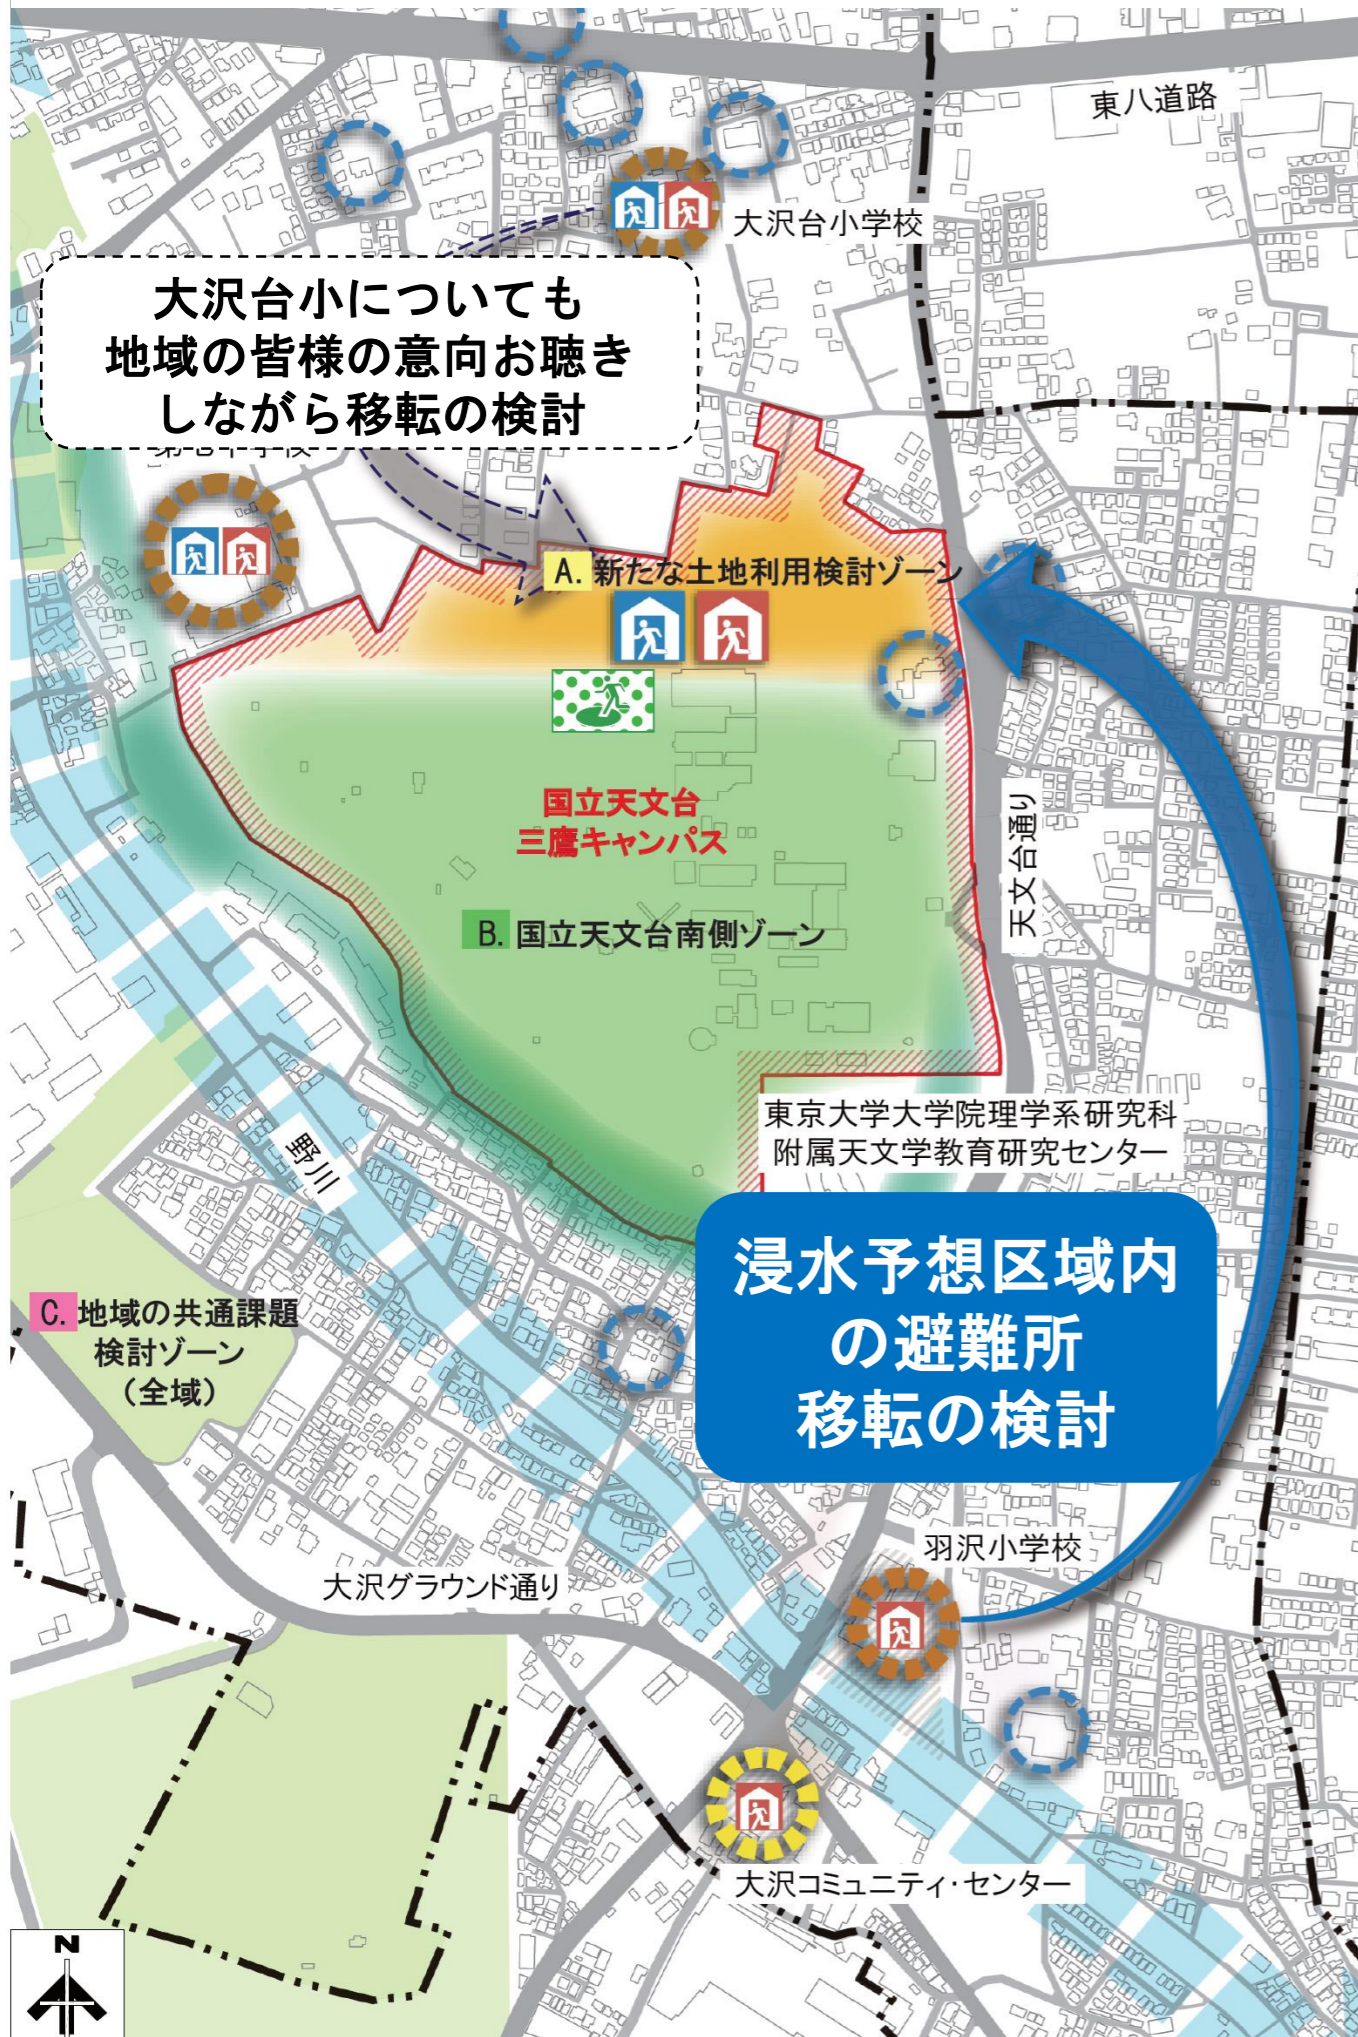 東八道路
大沢台小学校
大沢台小についても
地域の皆様の意向お聴き
しながら移転の検討
A. 新たな土地利用検討ゾーン
国立天文台
三鷹キャンパス
天文台通り
B. 国立天文台南側ゾーン
東京大学大学院理学系研究科
附属天文学教育研究センター
野川
浸水予想区域内
の避難所
移転の検討
C. 地域の共通課題
検討ゾーン
（全域）
羽沢小学校
大沢グラウンド通り
大沢コミュニティ・センター
N